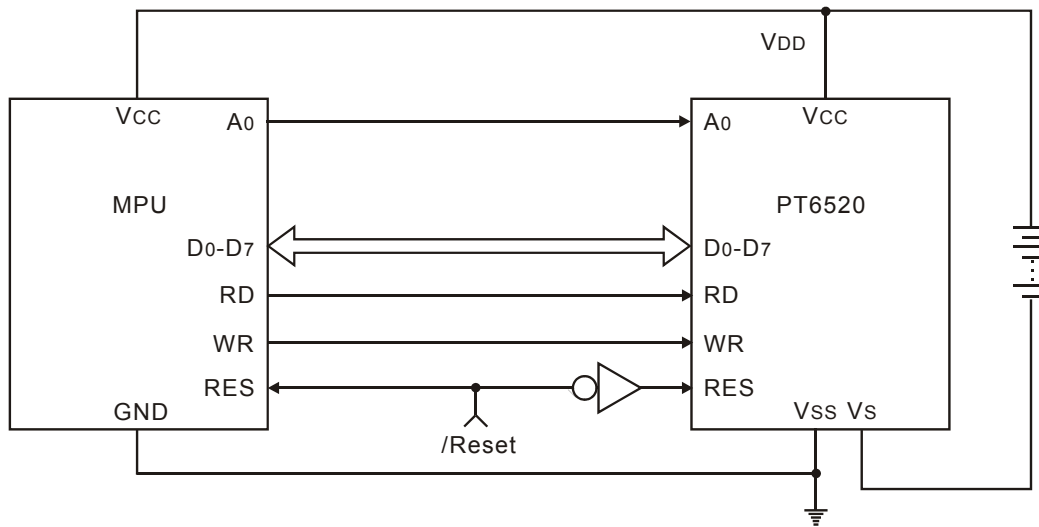 VDD
VCC
A0
MPU
D0-D7
RD
WR
RES
GND
/Reset
VCC
A0
PT6520
D0-D7
RD
WR
RES
VSS VS